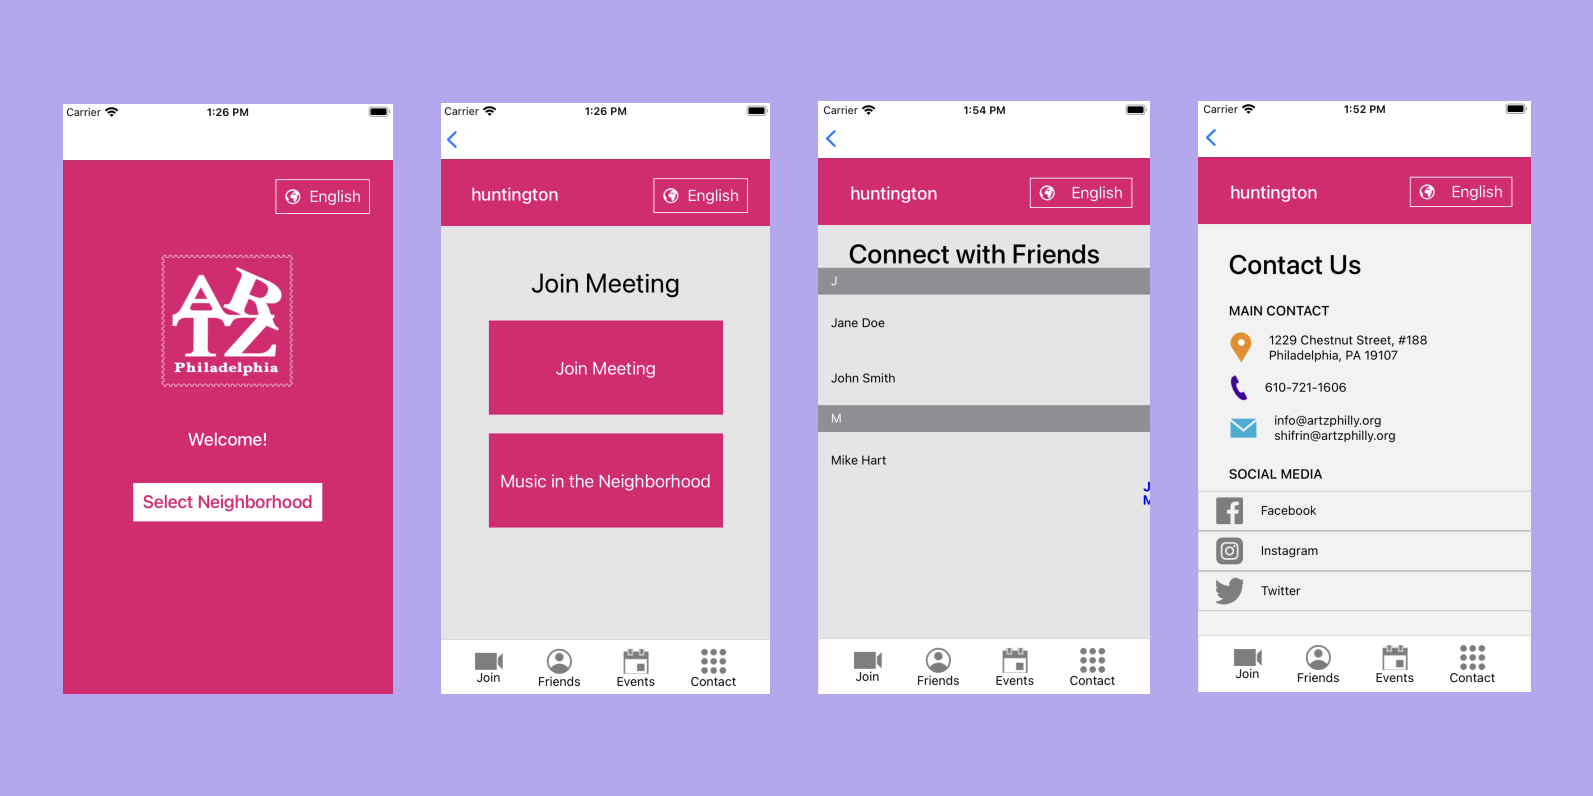 Carrier 1:26 PM
English
ARTZ
Philadelphia
Welcome!
Select Neighborhood
Carrier 1:26 PM
huntington English
Join Meeting
Join Meeting
Music in the Neighborhood
Join Friends Events Contact
Carrier 1:54 PM
huntington English
Connect with Friends
J
Jane Doe
John Smith
M
Mike Hart
J
M
Join Friends Events Contact
Carrier 1:52 PM
huntington English
Contact Us
MAIN CONTACT
1229 Chestnut Street, #188
Philadelphia, PA 19107
610-721-1606
info@artzphilly.org
shifrin@artzphilly.org
SOCIAL MEDIA
Facebook
Instagram
Twitter
Join Friends Events Contact